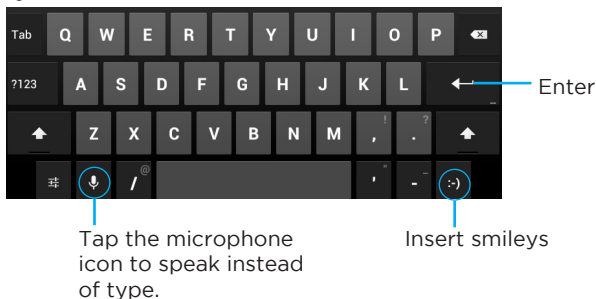 Tab Q W E R T Y U I O P
?123 A S D F G H J K L
Enter
Z X C V B N M , ! . ?
/ @ ' " - _ :-)
Tap the microphone
icon to speak instead
of type.
Insert smileys